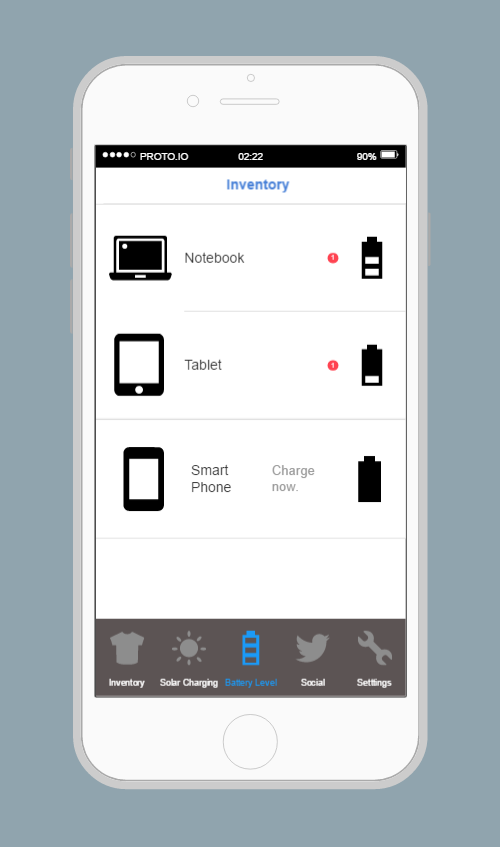 PROTO.IO 02:22 90%
Inventory
Notebook 1
Tablet 1
Smart Charge
Phone now.
Inventory Solar Charging Battery Level Social Setttings